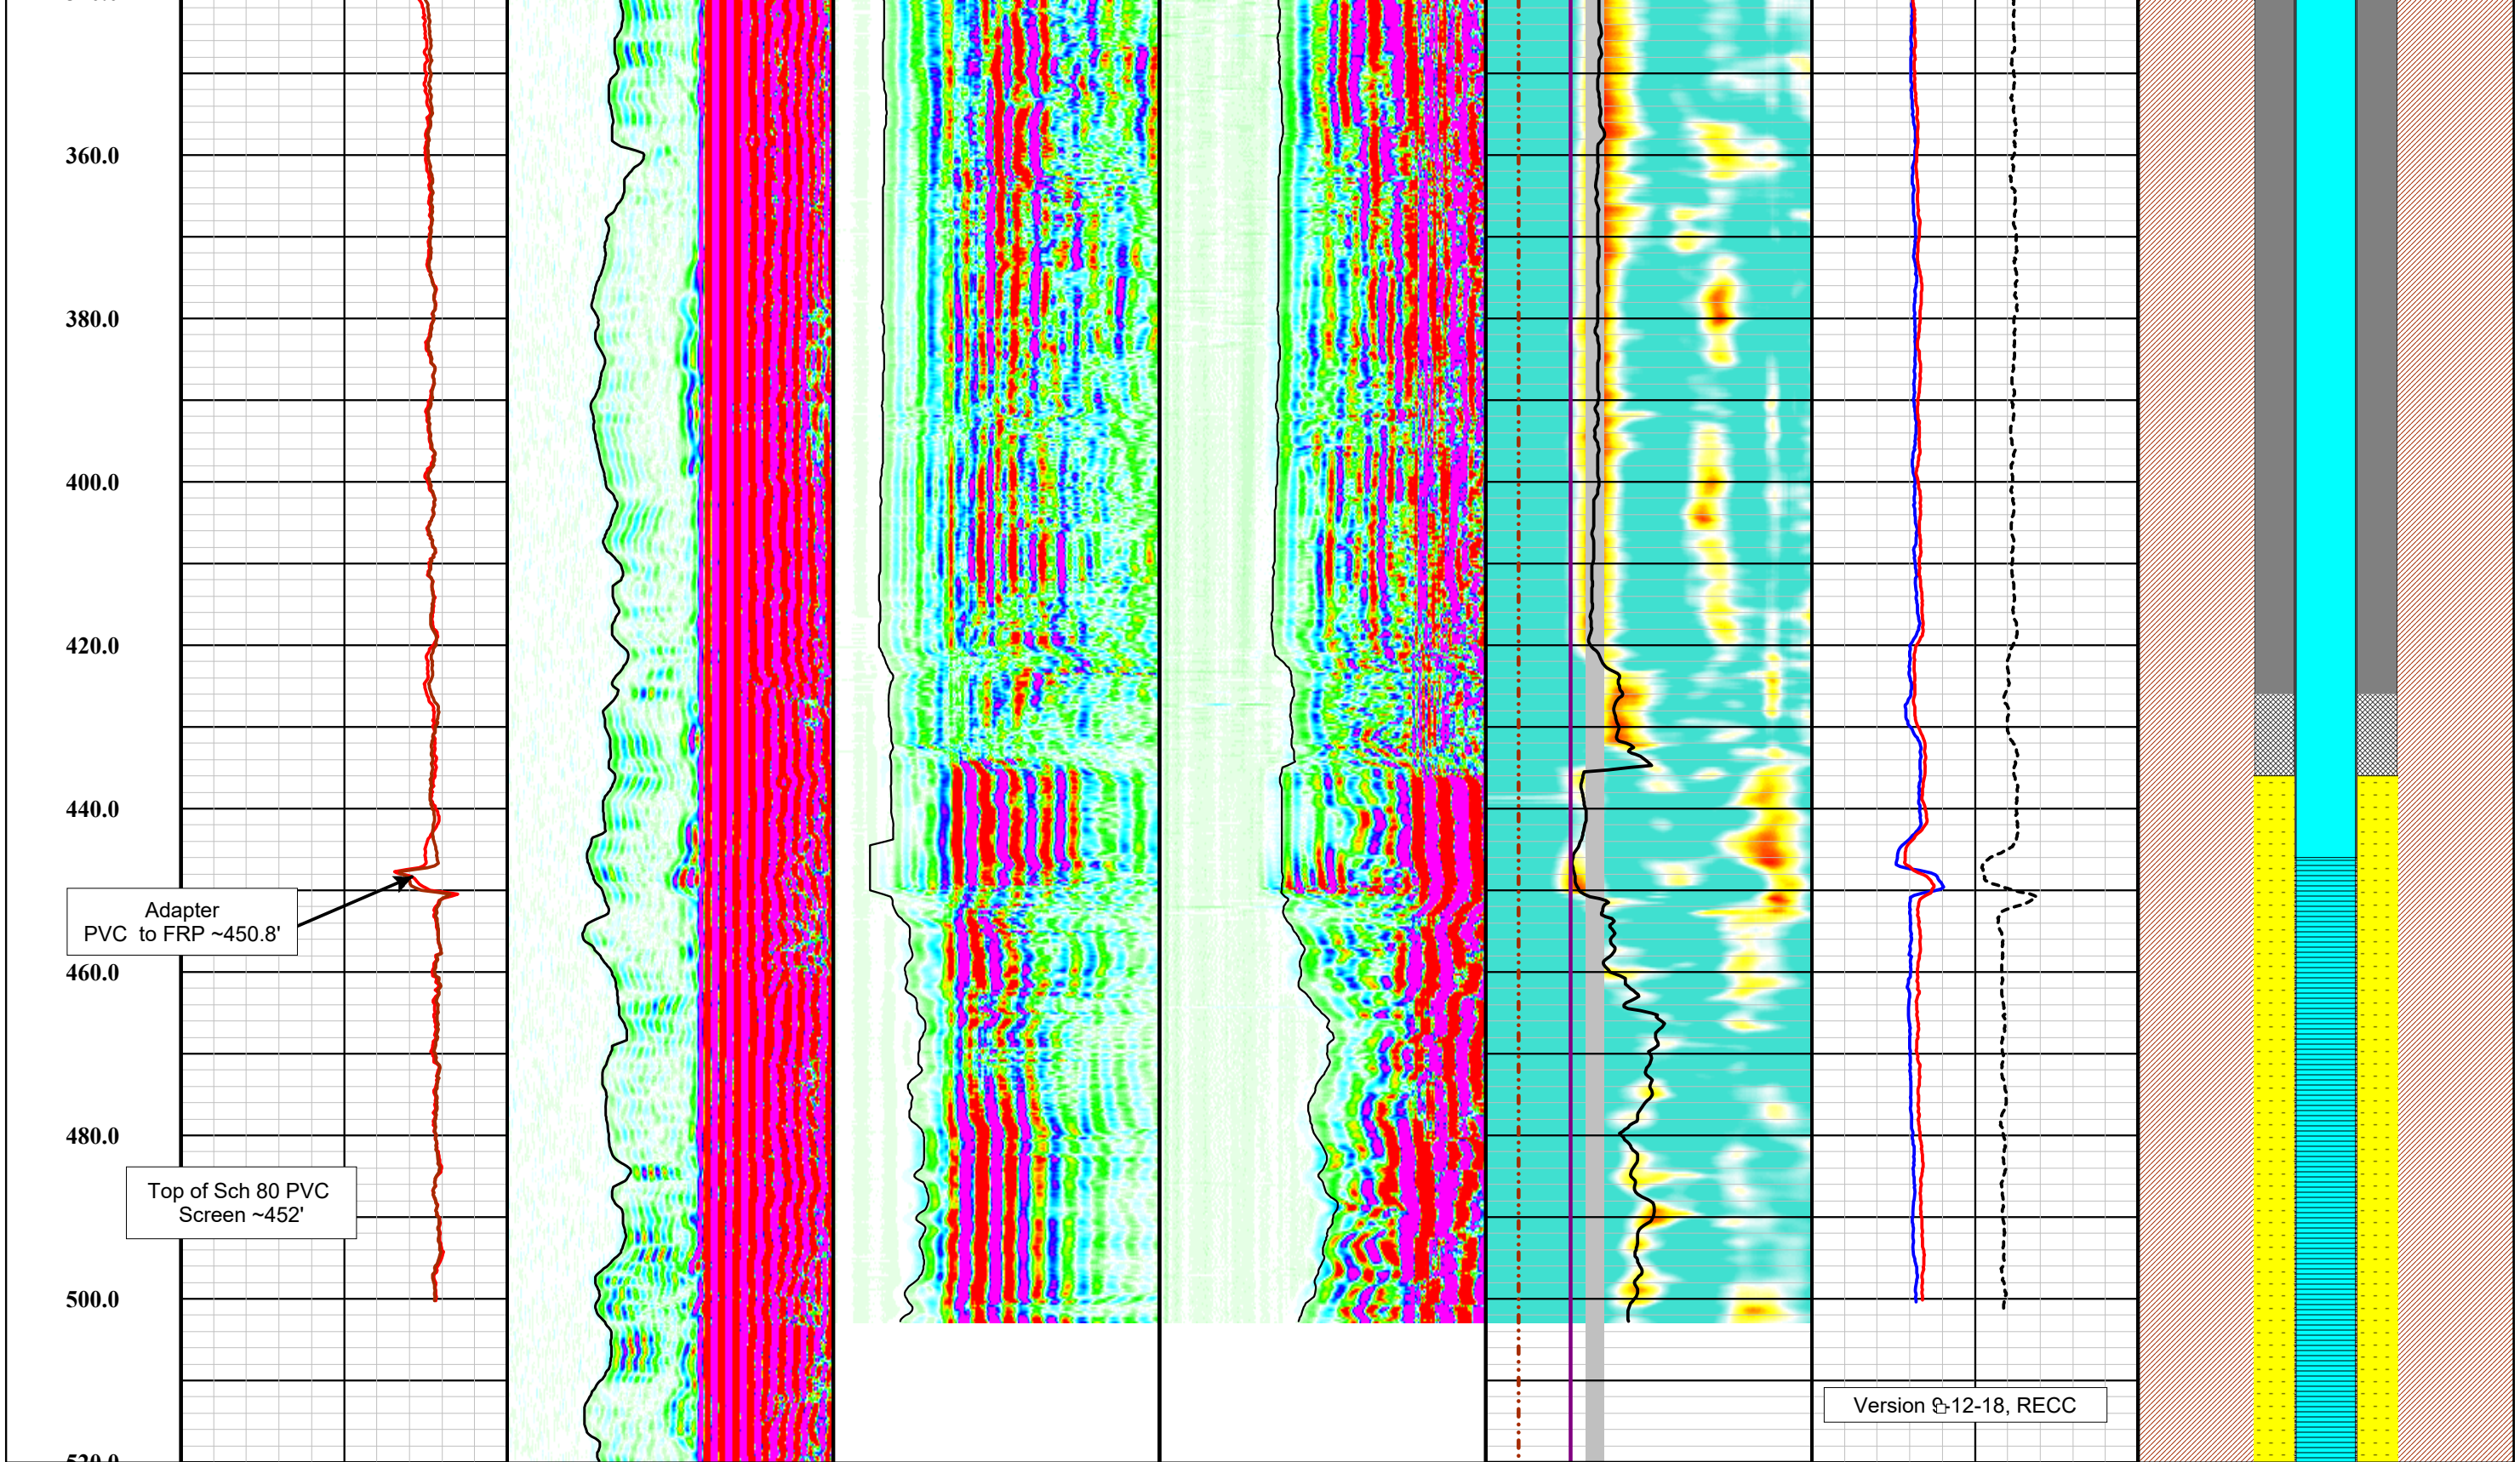 360.0
380.0
400.0
420.0
440.0
Adapter
PVC to FRP ~450.8'
460.0
480.0
Top of Sch 80 PVC
Screen ~452'
500.0
Version -12-18, RECC